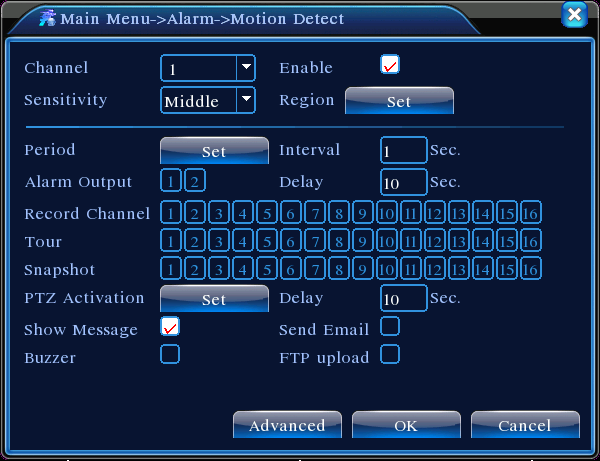 Main Menu->Alarm->Motion Detect
Channel 1 Enable
Sensitivity Middle Region Set
Period Set Interval 1 Sec.
Alarm Output 1 2 Delay 10 Sec.
Record Channel 1 2 3 4 5 6 7 8 9 10 11 12 13 14 15 16
Tour 1 2 3 4 5 6 7 8 9 10 11 12 13 14 15 16
Snapshot 1 2 3 4 5 6 7 8 9 10 11 12 13 14 15 16
PTZ Activation Set Delay 10 Sec.
Show Message Send Email
Buzzer FTP upload
Advanced OK Cancel